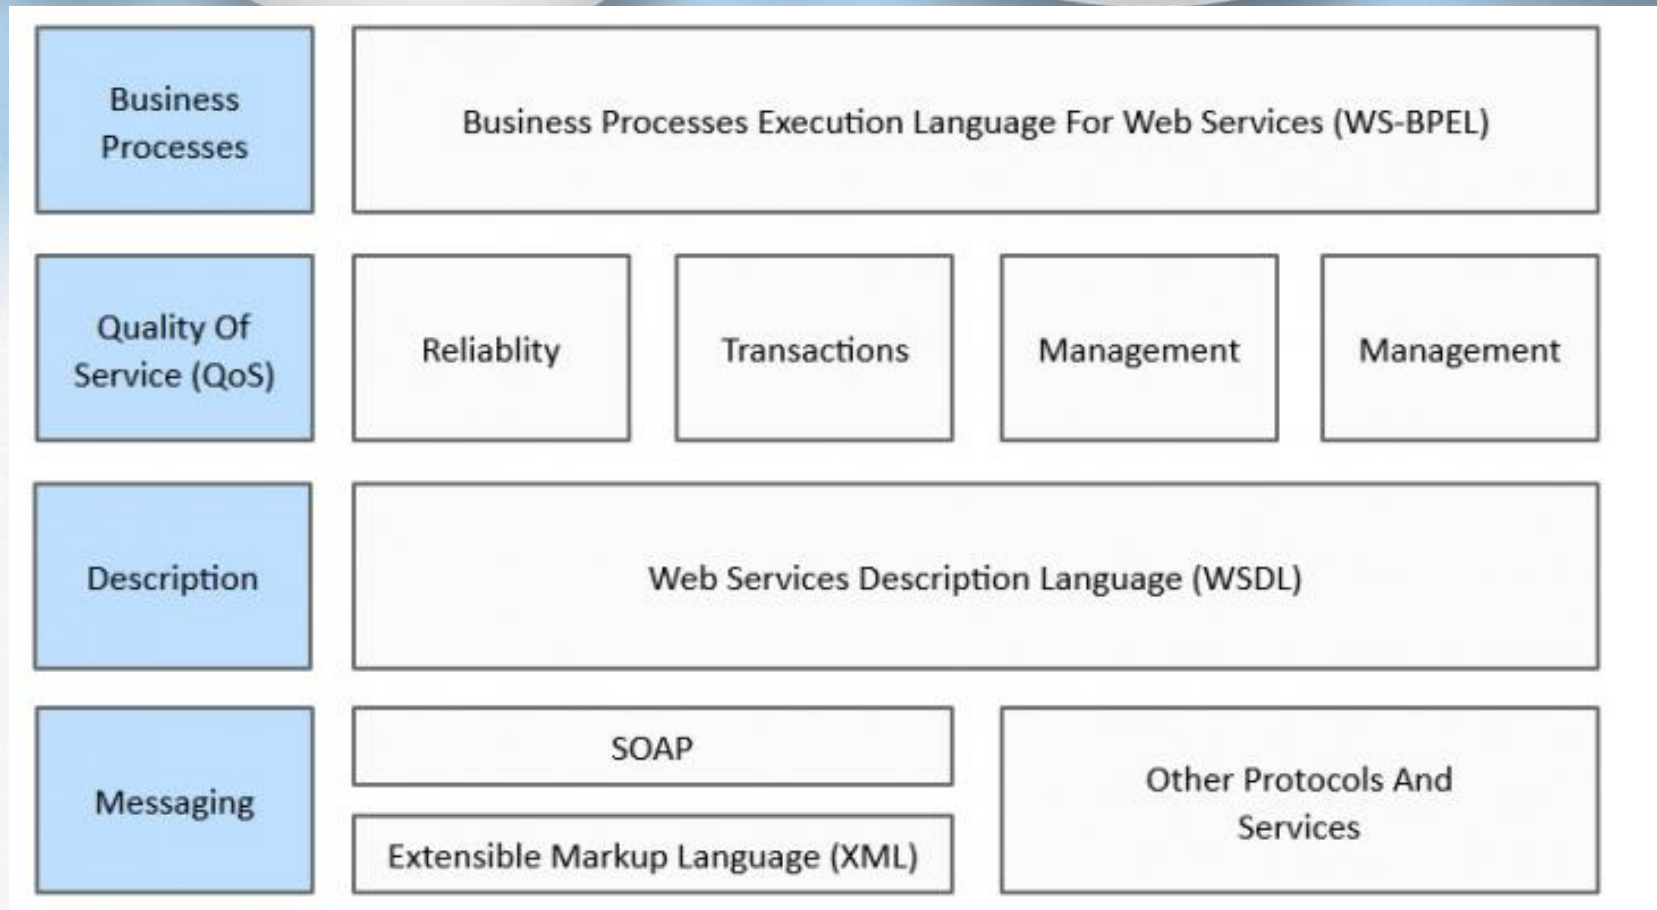 Business
Processes
Business Processes Execution Language For Web Services (WS-BPEL)
Quality Of
Service (QoS)
Reliablity
Transactions
Management
Management
Description
Web Services Description Language (WSDL)
Messaging
SOAP
Extensible Markup Language (XML)
Other Protocols And
Services